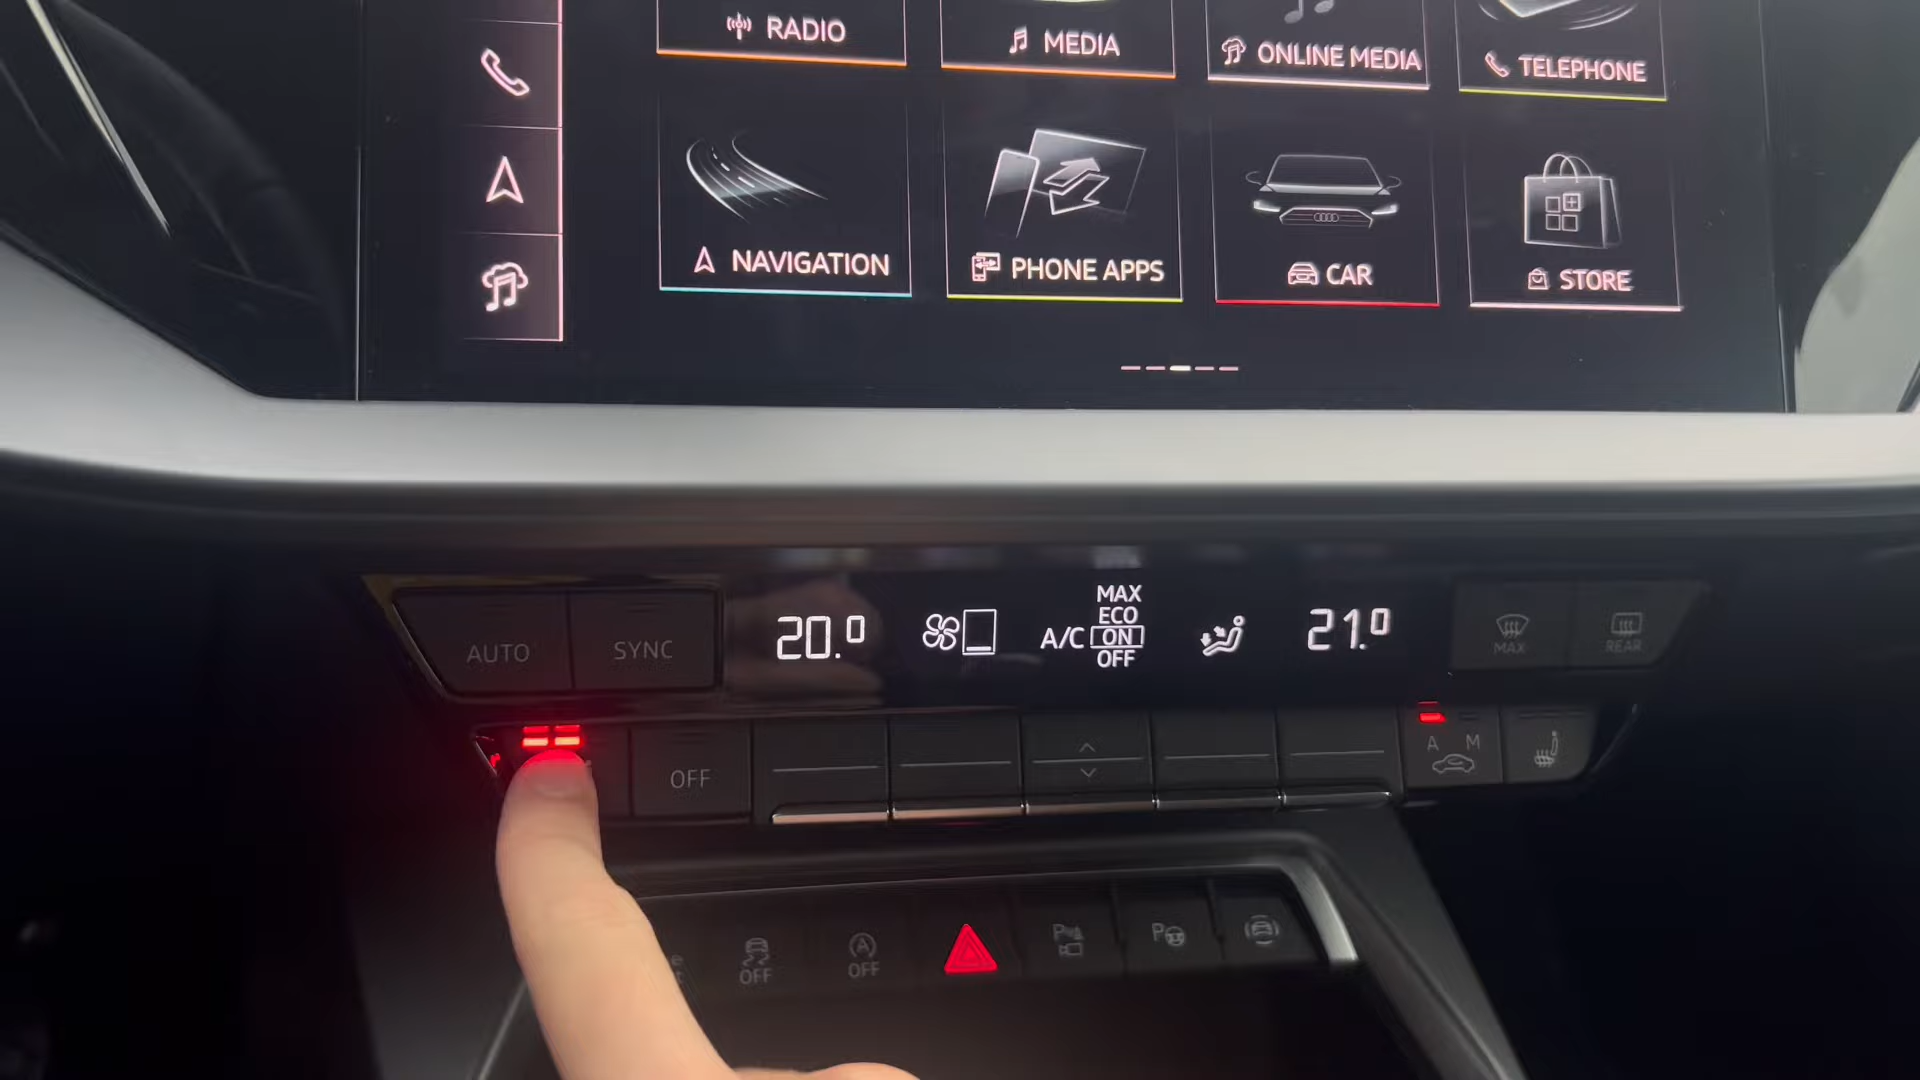 RADIO
MEDIA
ONLINE MEDIA
TELEPHONE
NAVIGATION
PHONE APPS
CAR
STORE
AUTO
SYNC
20.0
A/C
MAX
ECO
ON
OFF
21.0
MAX
REAR
OFF
A M
OFF
A
OFF
P
P